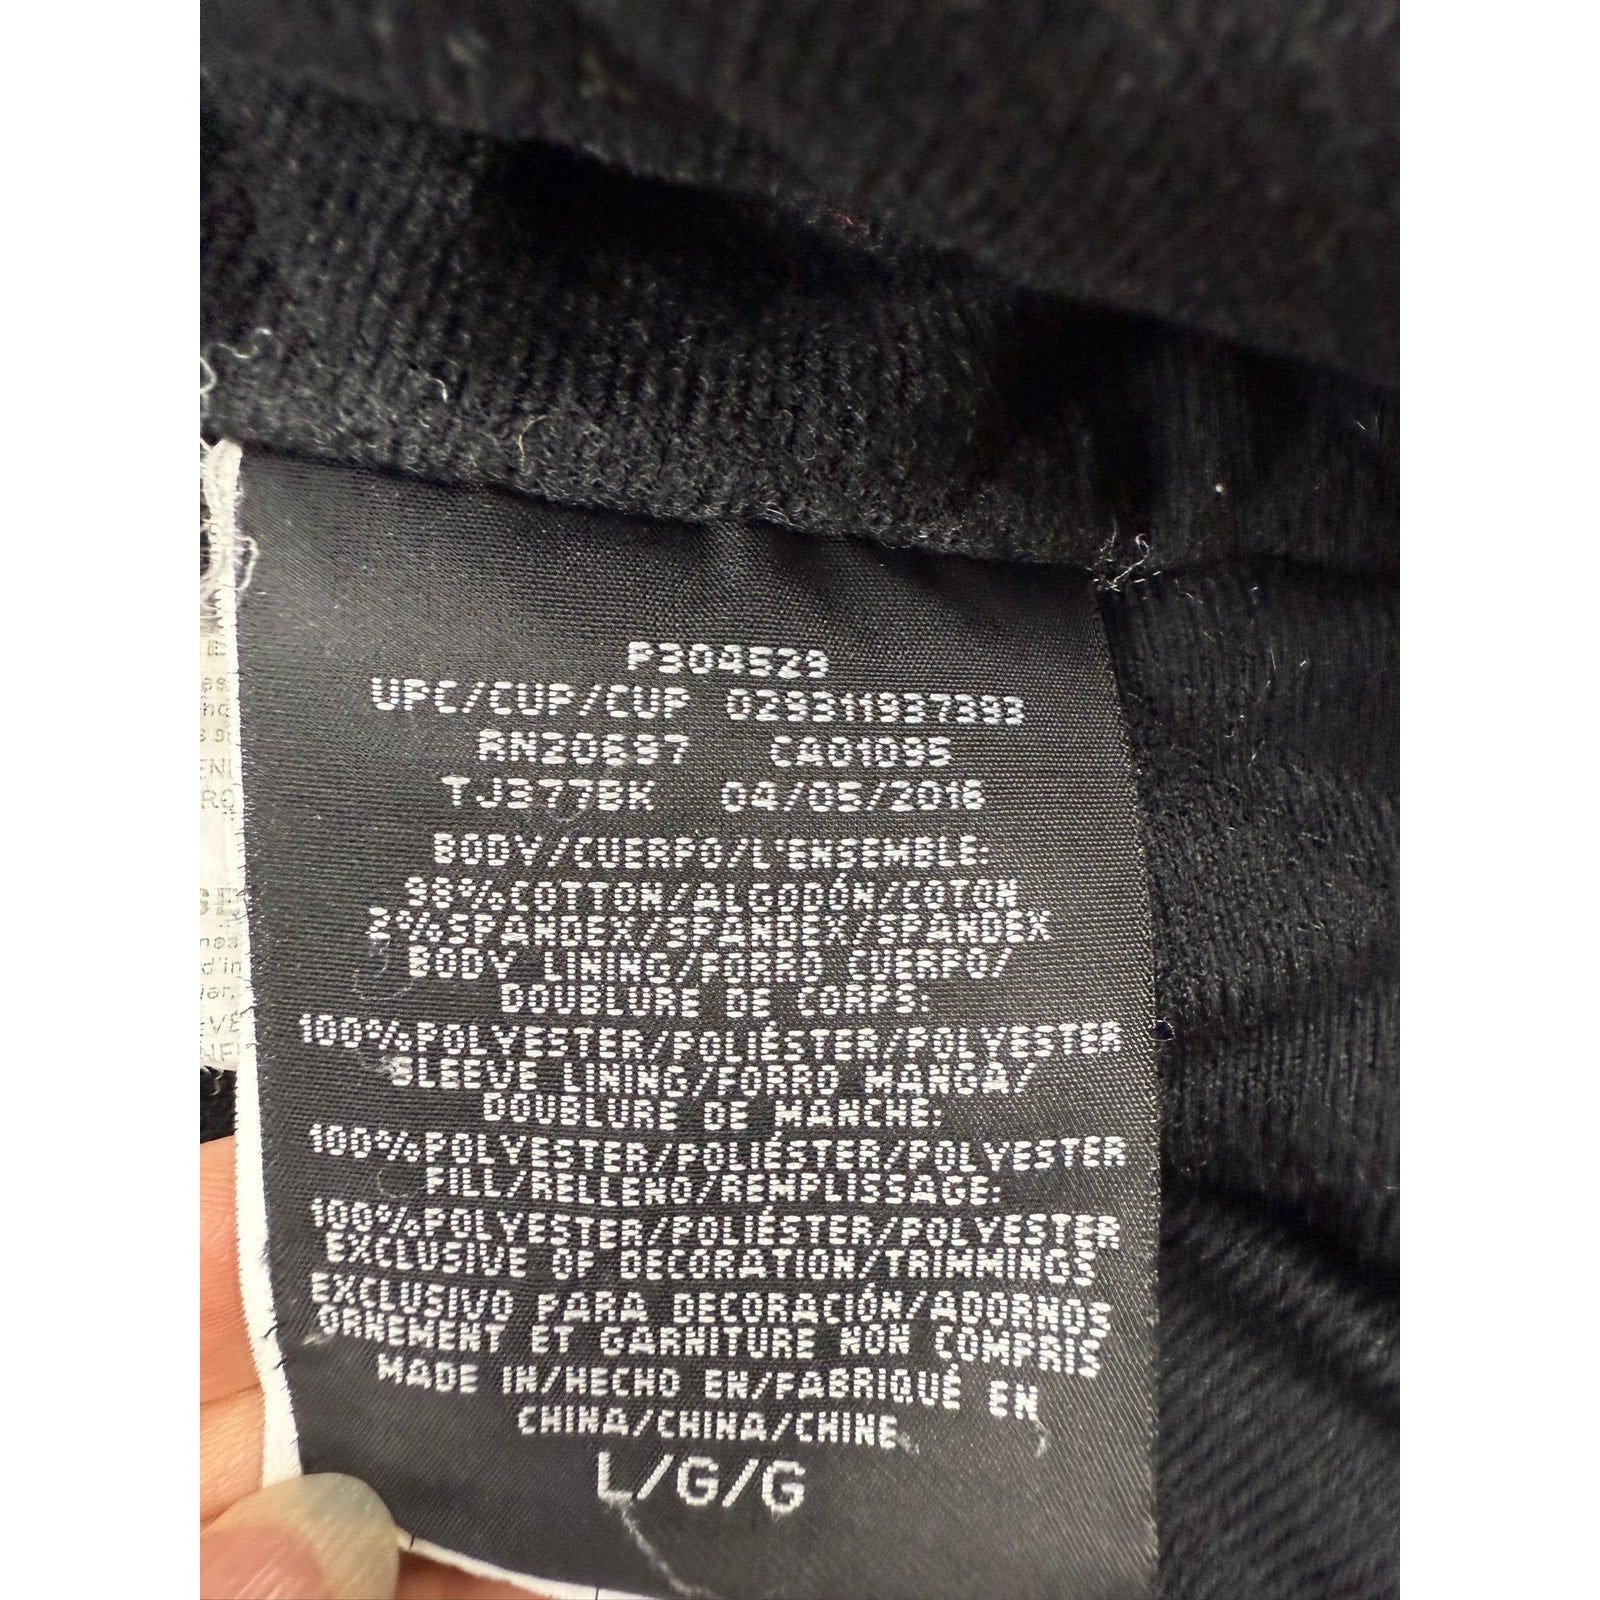 P304529
UPC/CUP/CUP 029311937393
RN20697 CA01095
TJ377BK 04/05/2016
BODY/CUERPO/L'ENSEMBLE:
98%COTTON/ALGODÓN/COTON
2%SPANDEX/SPANDEX/SPANDEX
BODY LINING/FORRO CUERPO/
DOUBLURE DE CORPS:
100%POLYESTER/POLIÉSTER/POLYESTER
SLEEVE LINING/FORRO MANGA/
DOUBLURE DE MANCHE:
100%POLYESTER/POLIÉSTER/POLYESTER
FILL/RELLENO/REMPLISSAGE:
100%POLYESTER/POLIÉSTER/POLYESTER
EXCLUSIVE OF DECORATION/TRIMMINGS
EXCLUSIVO PARA DECORACIÓN/ADORNOS
ORNEMENT ET GARNITURE NON COMPRIS
MADE IN/HECHO EN/FABRIQUÉ EN
CHINA/CHINA/CHINE
L/G/G